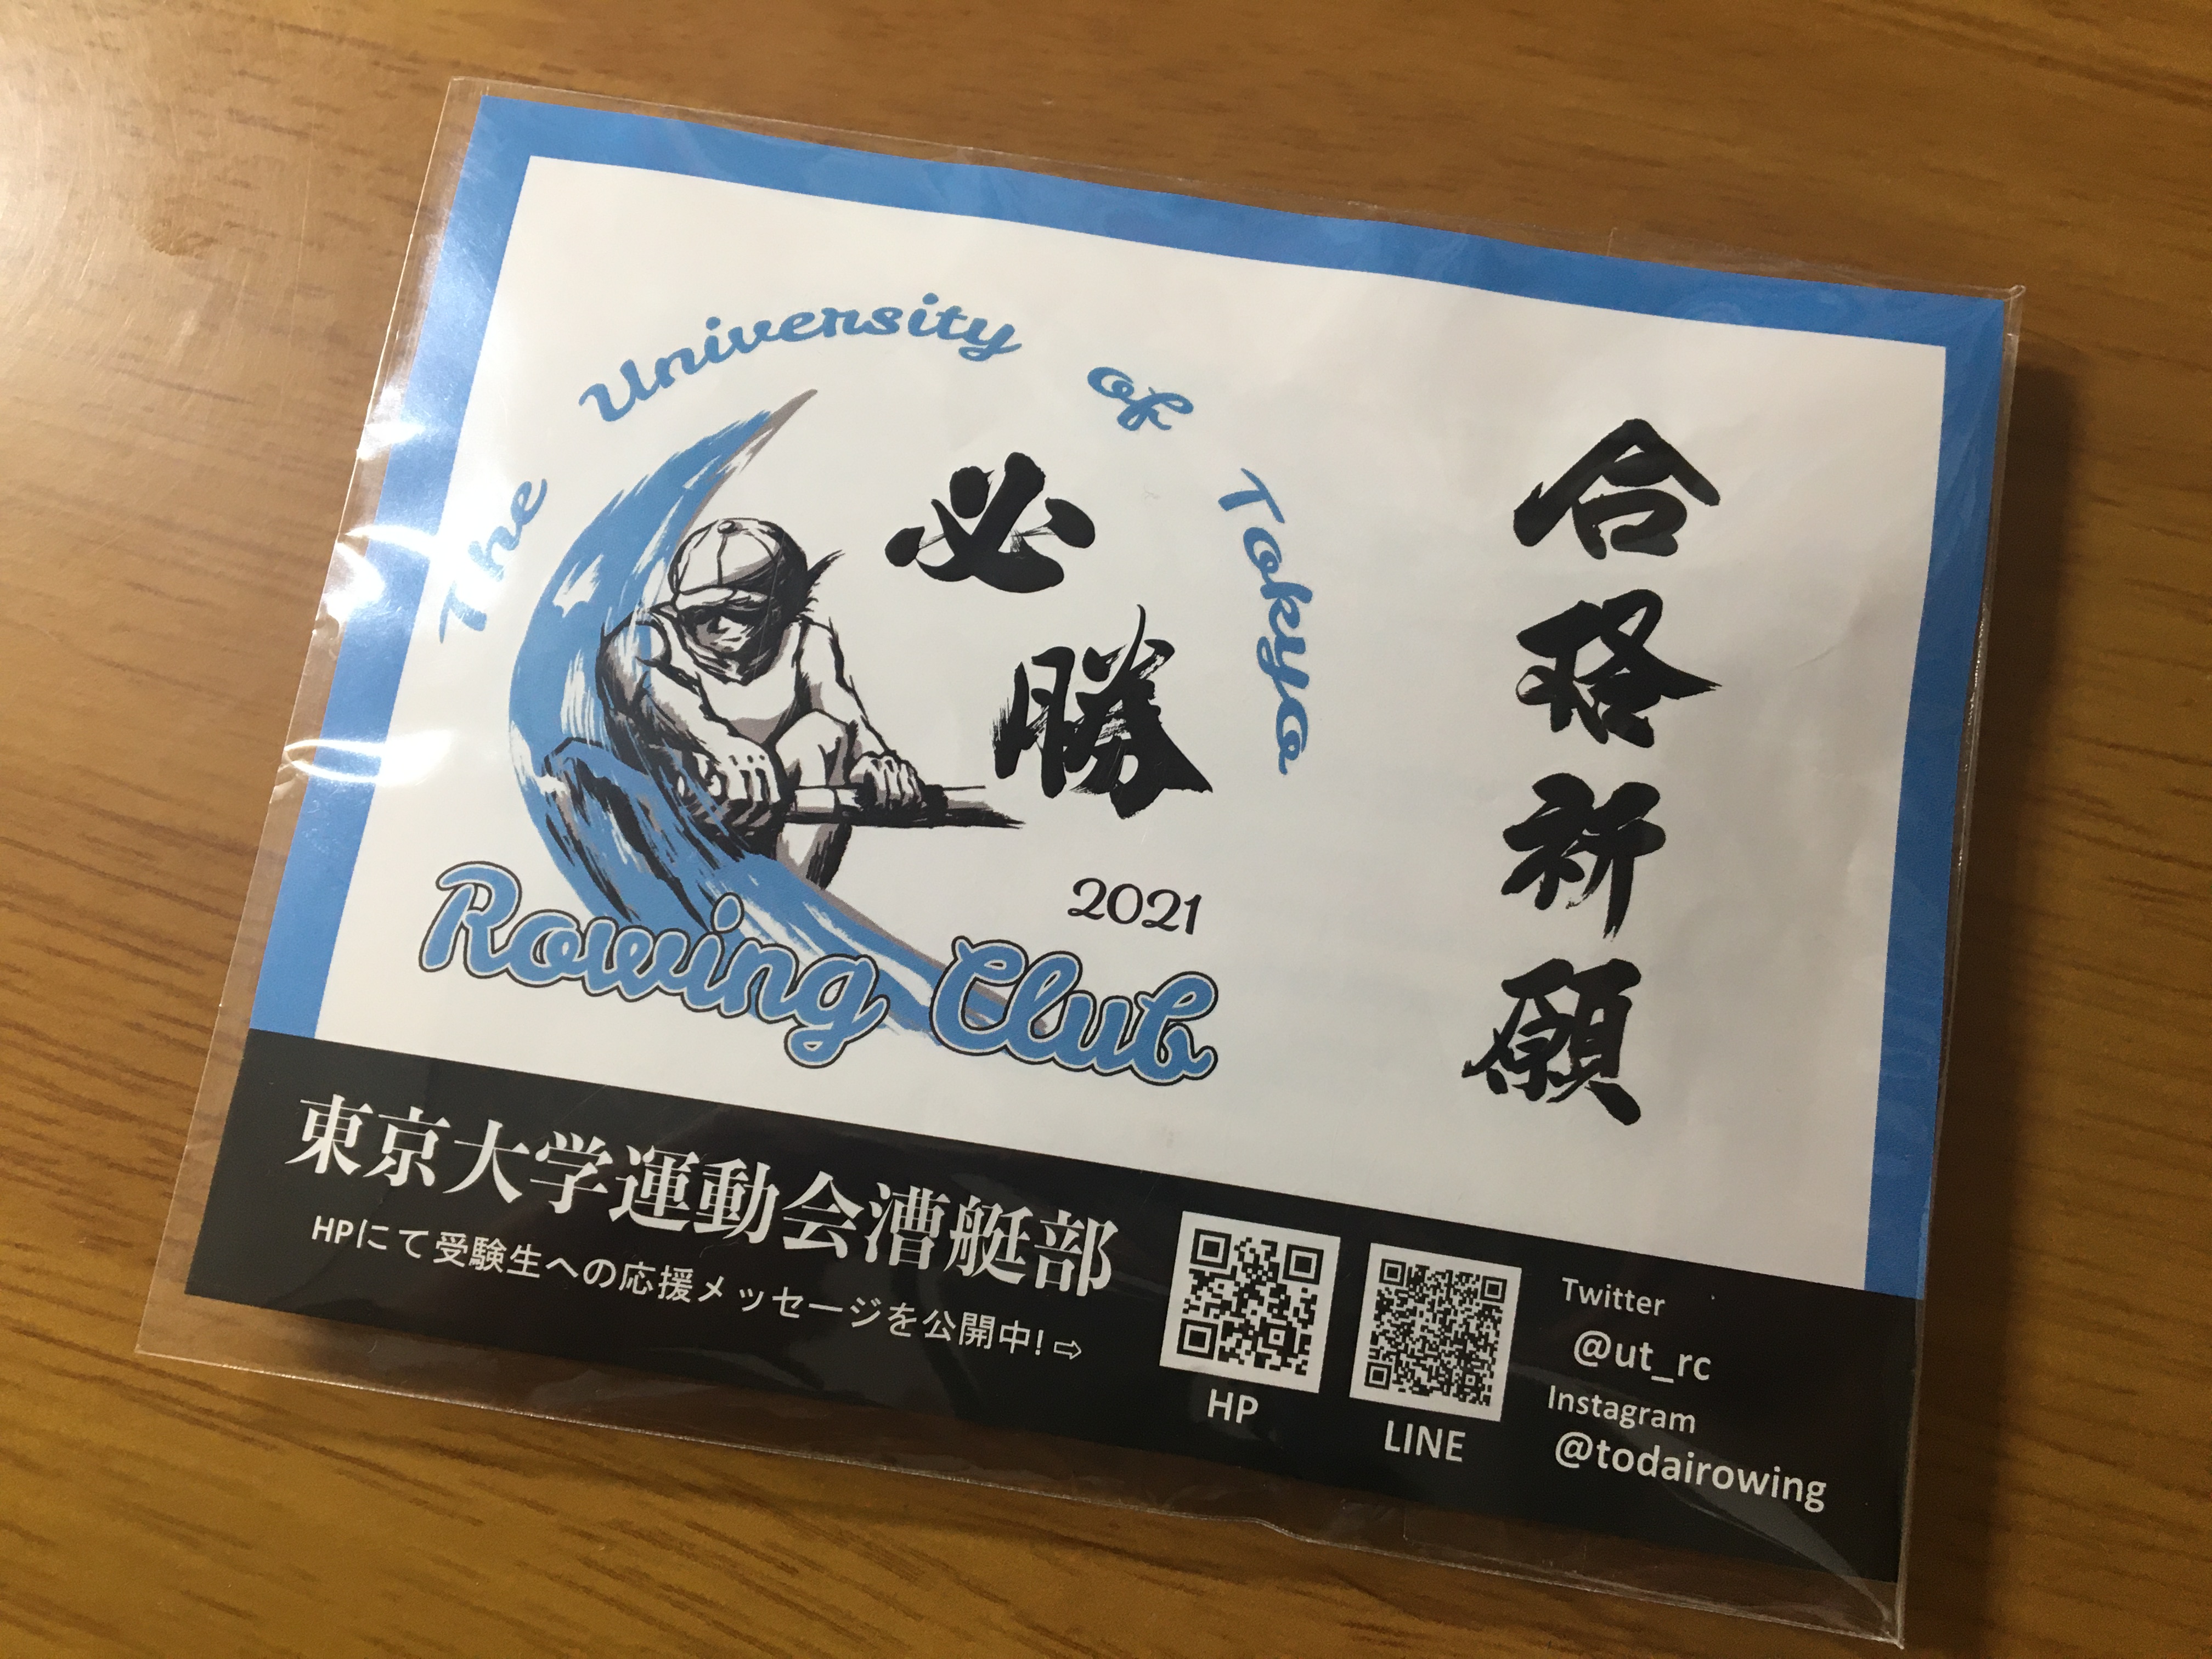 The University of Tokyo
必勝
2021
Rowing Club
合格祈願
東京大学運動会漕艇部
HPにて受験生への応援メッセージを公開中!⇨
HP
LINE
Twitter
@ut_rc
Instagram
@todairowing